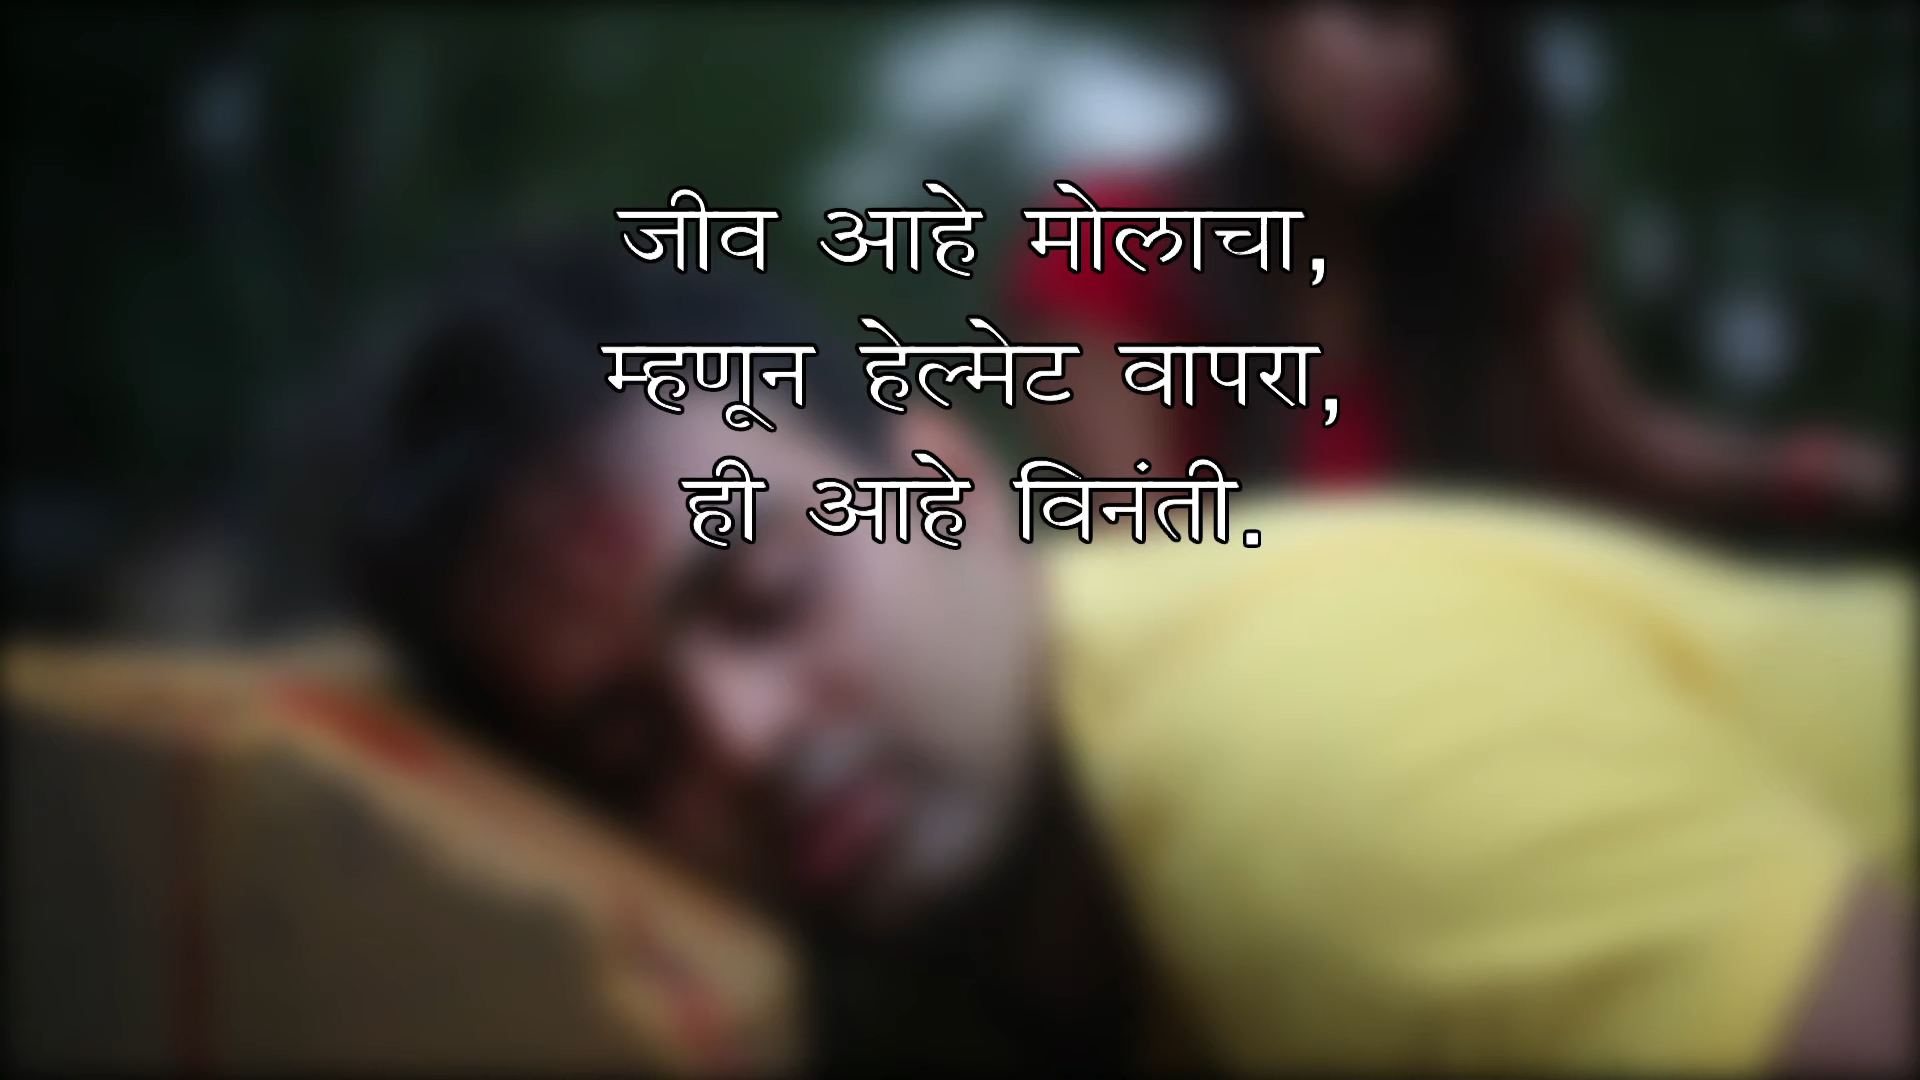 जीव आहे मोलाचा,
म्हणून हेल्मेट वापरा,
ही आहे विनंती.